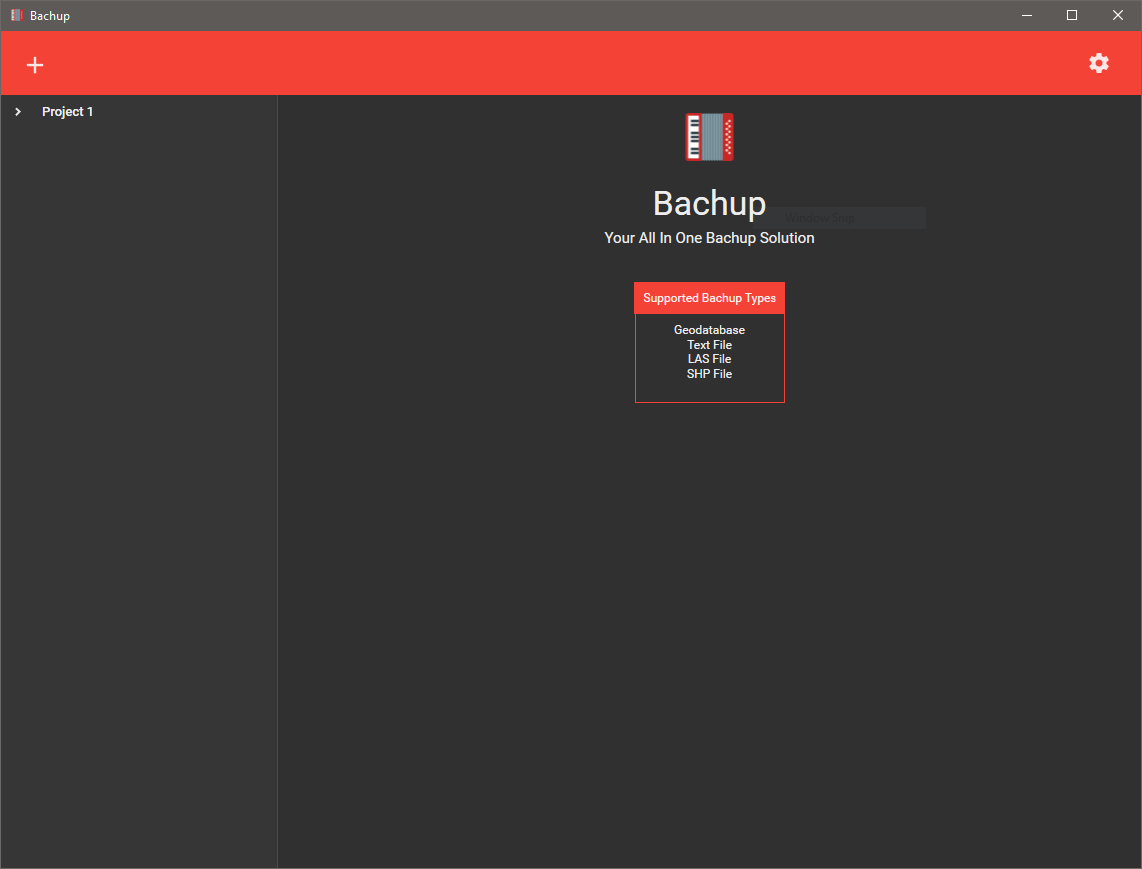 Bachup
Project 1
Bachup
Window Snip
Your All In One Bachup Solution
Supported Bachup Types
Geodatabase
Text File
LAS File
SHP File